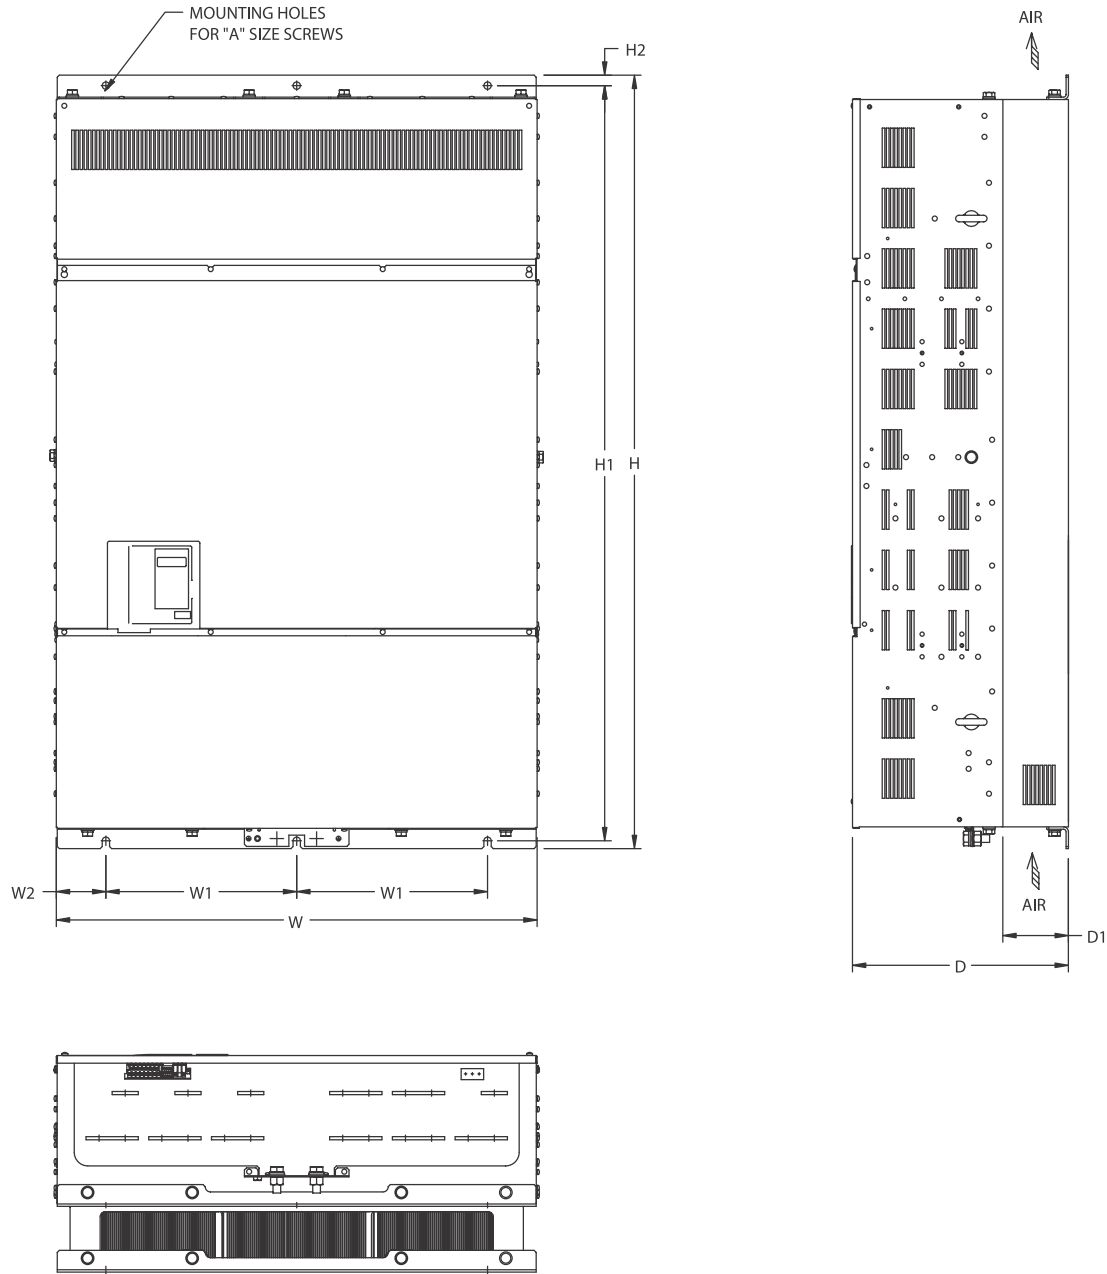 MOUNTING HOLES
FOR "A" SIZE SCREWS
H2
AIR
H1
H
W2
W1
W1
W
AIR
D1
D